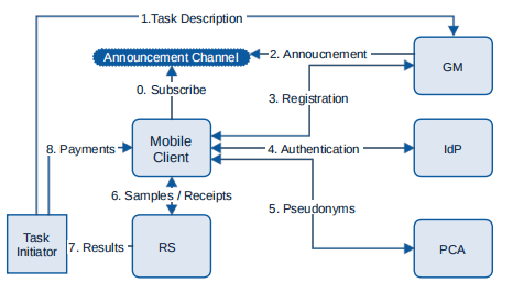 1.Task Description
Announcement Channel
2. Annoucnement
GM
0. Subscribe
3. Registration
8. Payments
Mobile
Client
4. Authentication
IdP
6. Samples / Receipts
5. Pseudonyms
Task
Initiator
7. Results
RS
PCA